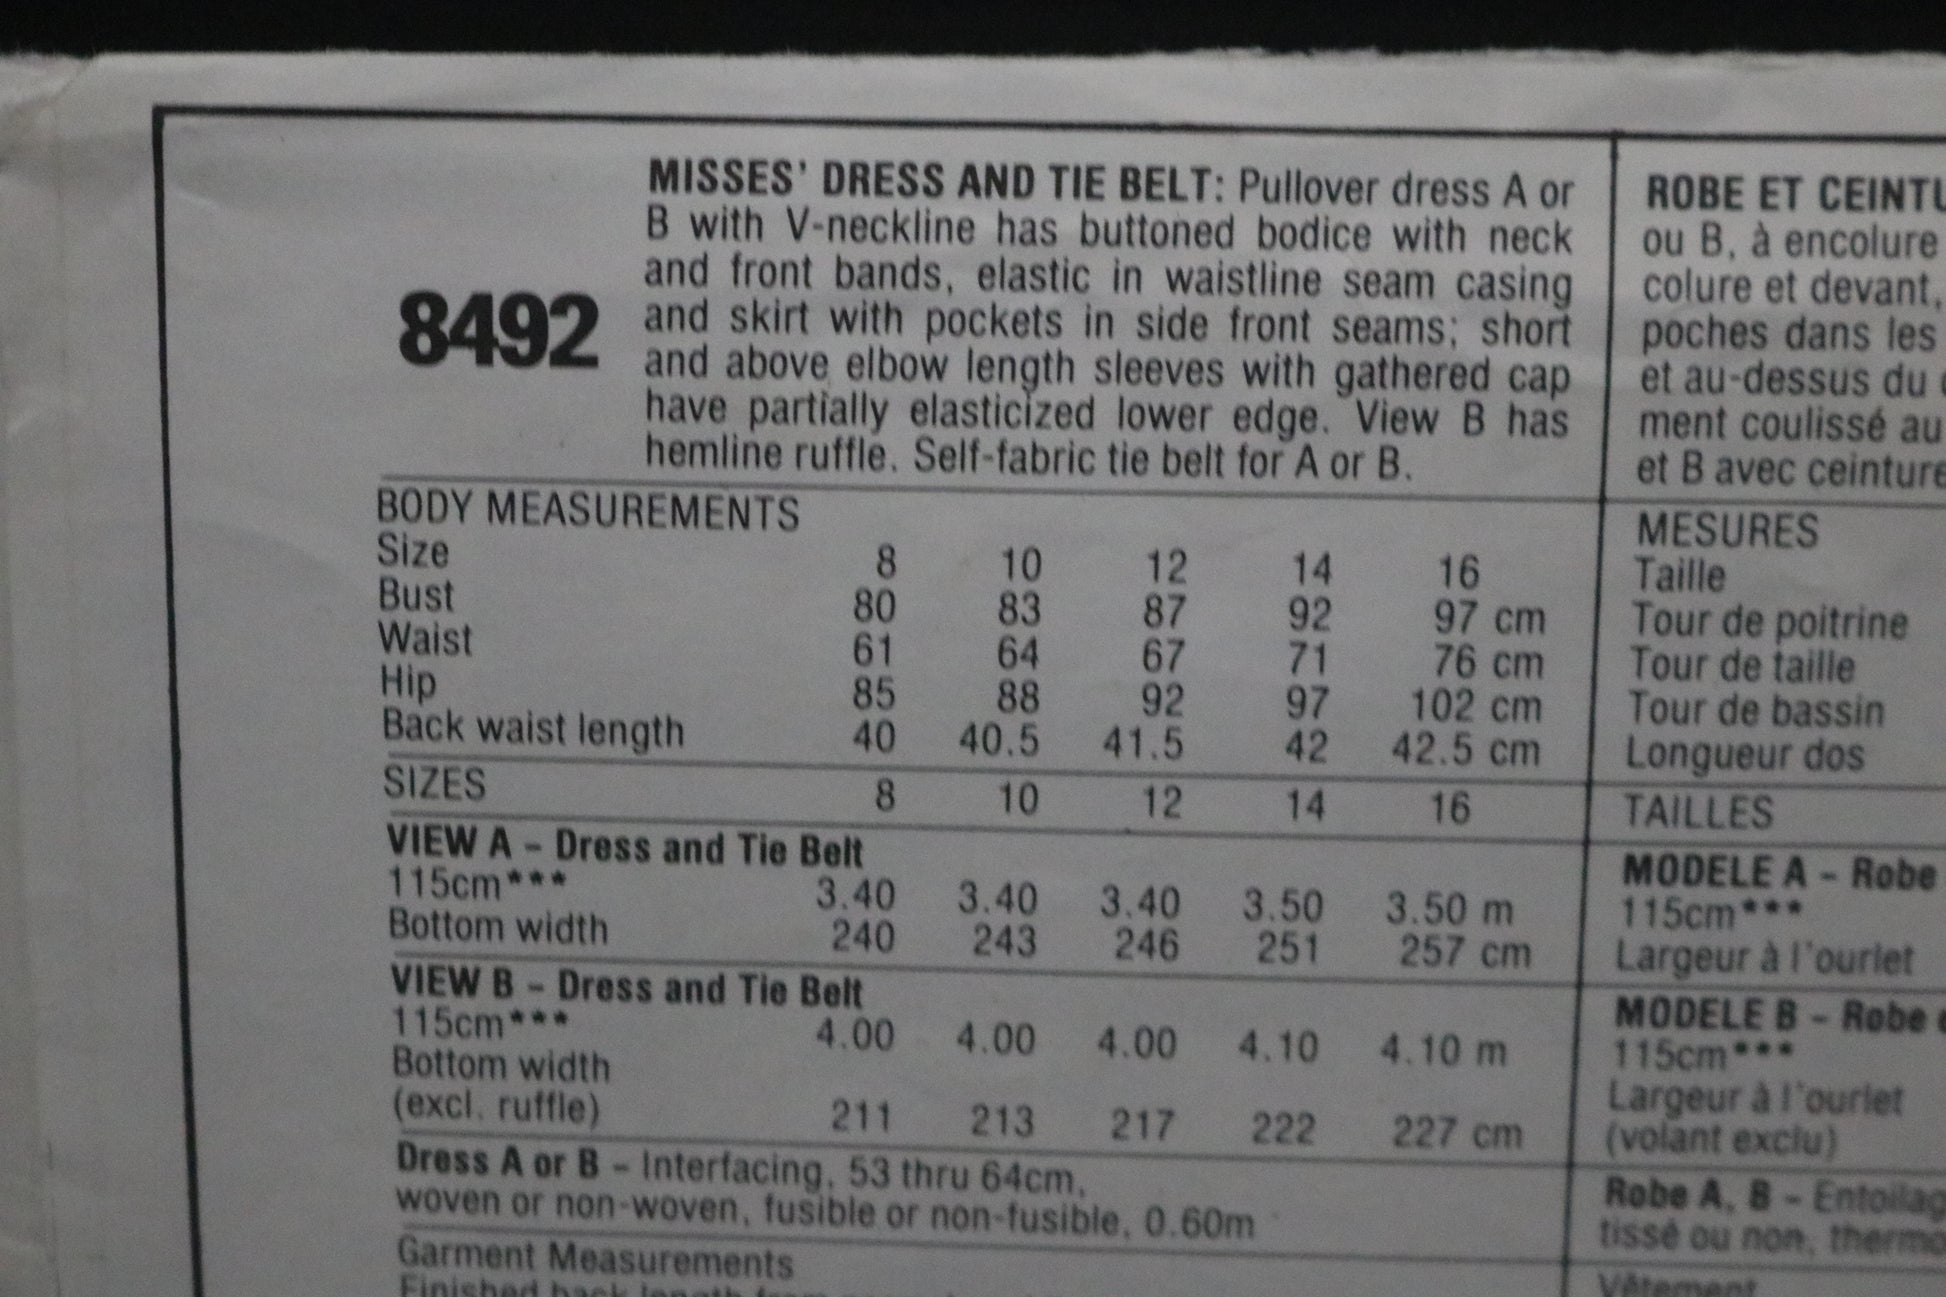 8492
MISSES' DRESS AND TIE BELT: Pullover dress A or
B with V-neckline has buttoned bodice with neck
and front bands, elastic in waistline seam casing
and skirt with pockets in side front seams; short
and above elbow length sleeves with gathered cap
have partially elasticized lower edge. View B has
hemline ruffle. Self-fabric tie belt for A or B.
BODY MEASUREMENTS
Size 8 10 12 14 16
Bust 80 83 87 92 97 cm
Waist 61 64 67 71 76 cm
Hip 85 88 92 97 102 cm
Back waist length 40 40.5 41.5 42 42.5 cm
SIZES 8 10 12 14 16
VIEW A - Dress and Tie Belt
115cm*** 3.40 3.40 3.40 3.50 3.50 m
Bottom width 240 243 246 251 257 cm
VIEW B - Dress and Tie Belt
115cm*** 4.00 4.00 4.00 4.10 4.10 m
Bottom width
(excl. ruffle) 211 213 217 222 227 cm
Dress A or B - Interfacing, 53 thru 64cm,
woven or non-woven, fusible or non-fusible, 0.60m
Garment Measurements
Finished back length from
ROBE ET CEINTU
ou B, à encolure
colure et devant,
poches dans les
et au-dessus du
ment coulissé au
et B avec ceinture
MESURES
Taille
Tour de poitrine
Tour de taille
Tour de bassin
Longueur dos
TAILLES
MODELE A - Robe
115cm***
Largeur à l'ourlet
MODELE B - Robe
115cm***
Largeur à l'ourlet
(volant exclu)
Robe A, B - Entoilag
tissé ou non, thermo
Vêtement